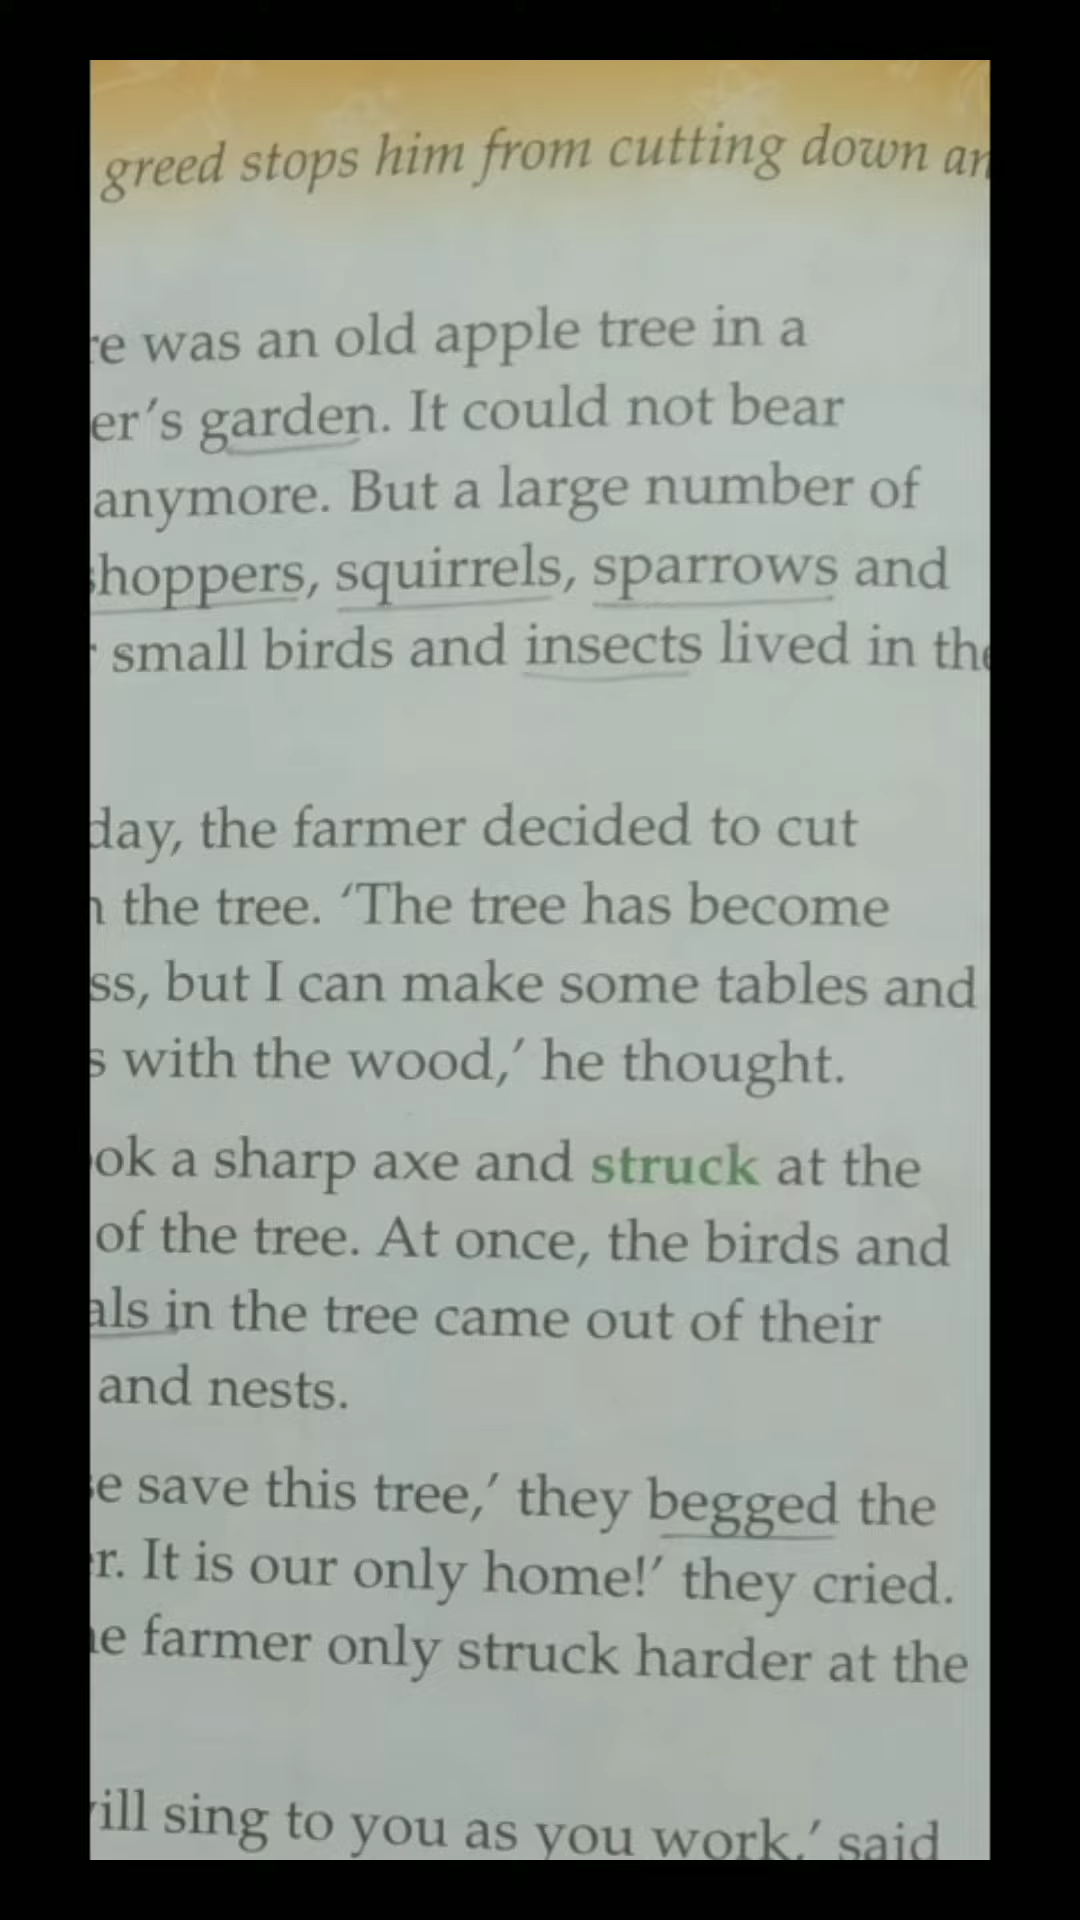 greed stops him from cutting down an
re was an old apple tree in a
er's garden. It could not bear
anymore. But a large number of
shoppers, squirrels, sparrows and
small birds and insects lived in the
day, the farmer decided to cut
the tree. 'The tree has become
ss, but I can make some tables and
s with the wood,' he thought.
ok a sharp axe and struck at the
of the tree. At once, the birds and
als in the tree came out of their
and nests.
se save this tree,' they begged the
r. It is our only home!' they cried.
he farmer only struck harder at the
ill sing to you as you work,' said